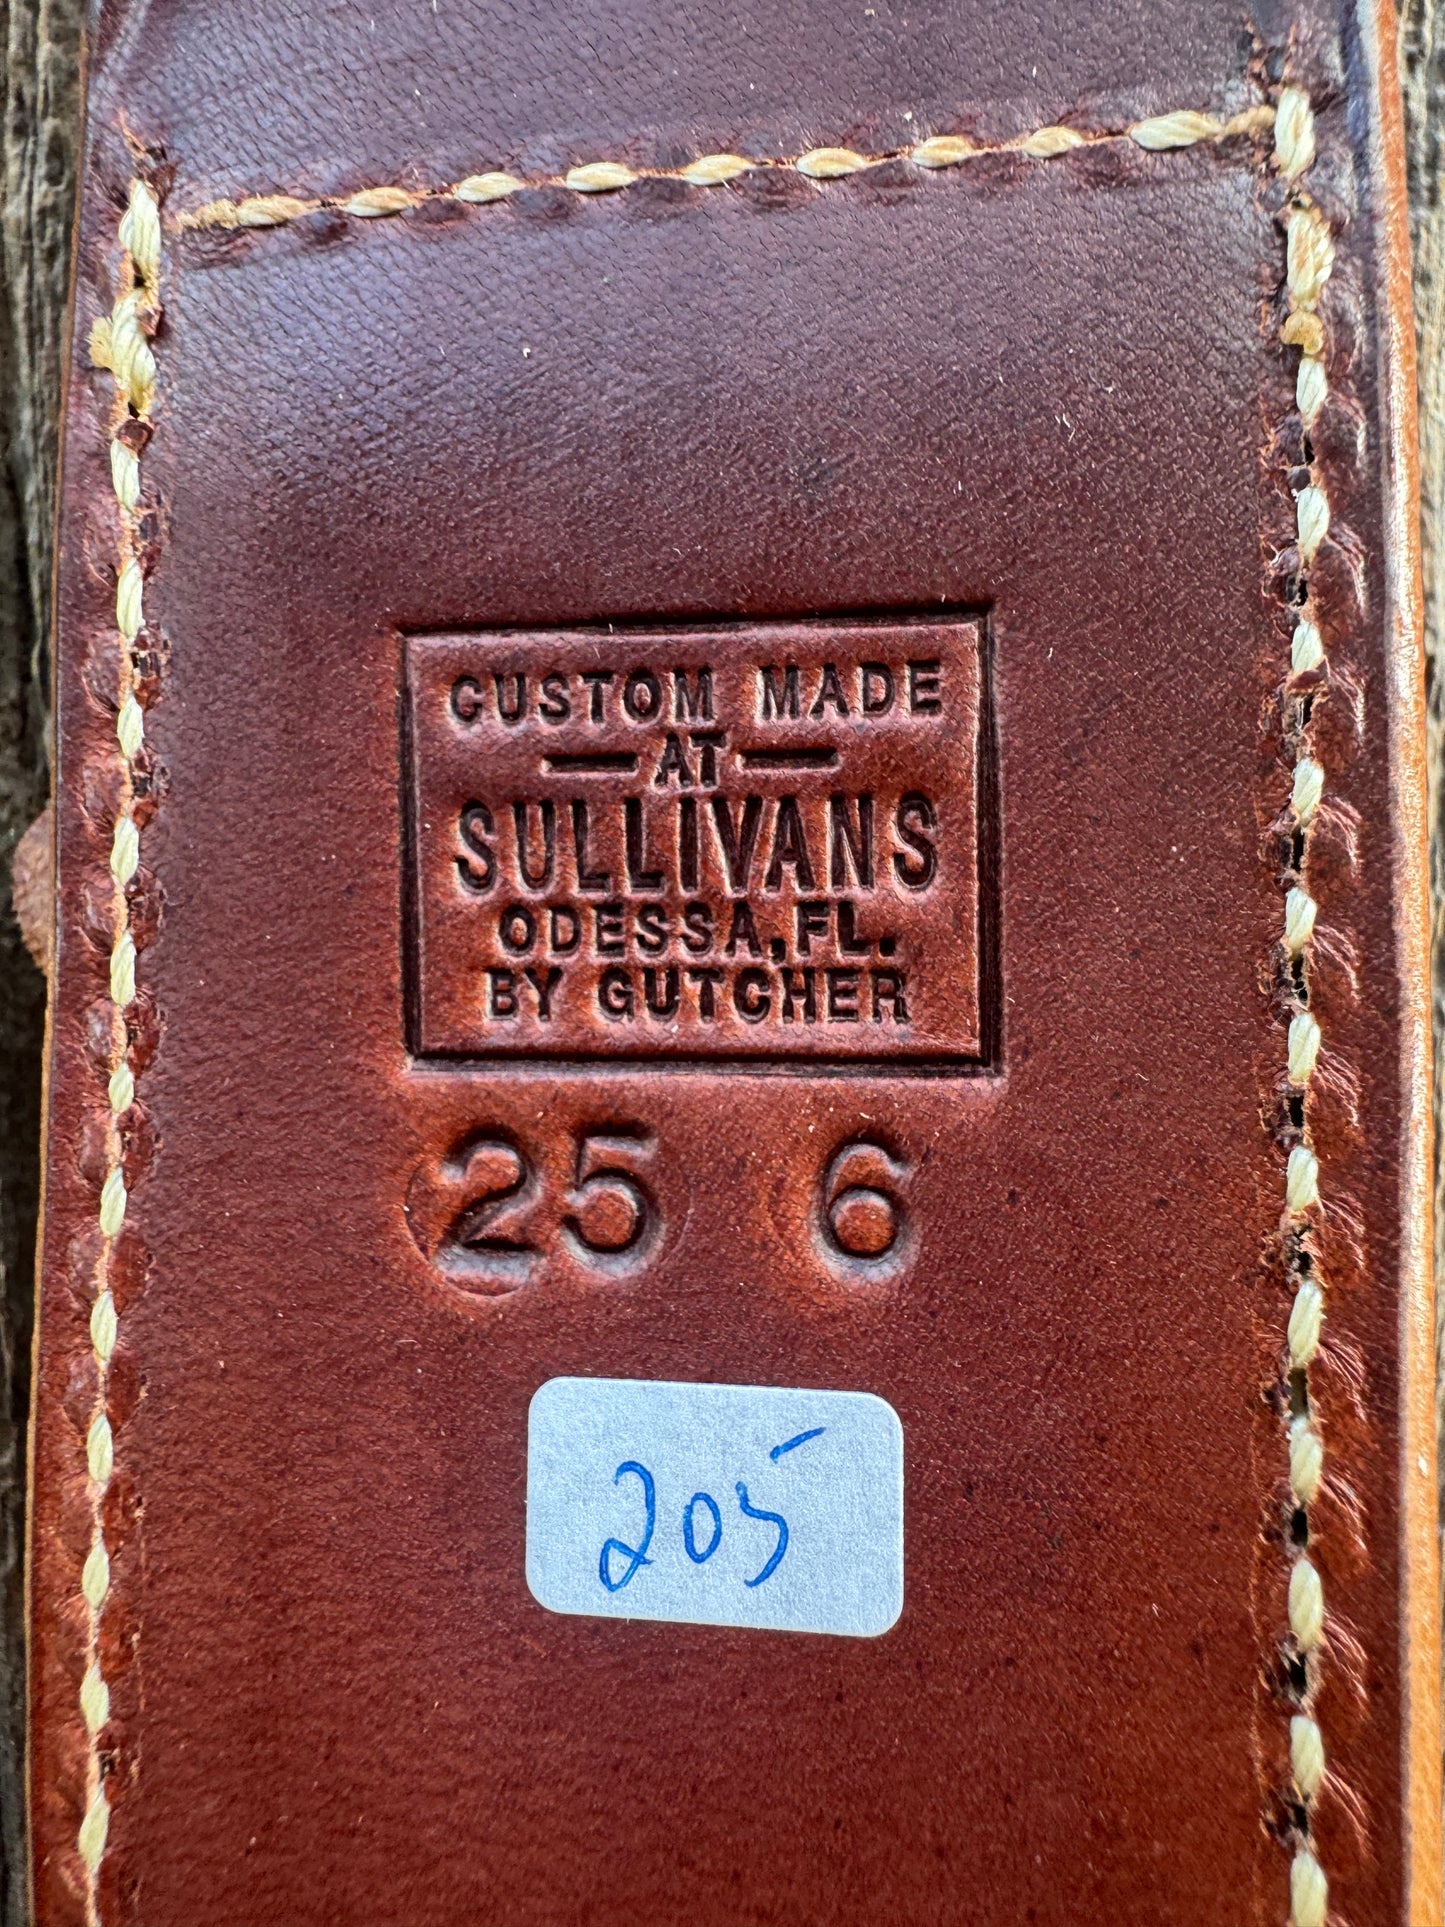 CUSTOM MADE
AT
SULLIVANS
ODESSA, FL.
BY GUTCHER
25 6
205